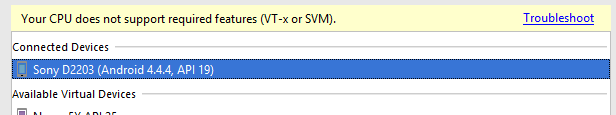 Your CPU does not support required features (VT-x or SVM). Troubleshoot
Connected Devices
Sony D2203 (Android 4.4.4, API 19)
Available Virtual Devices